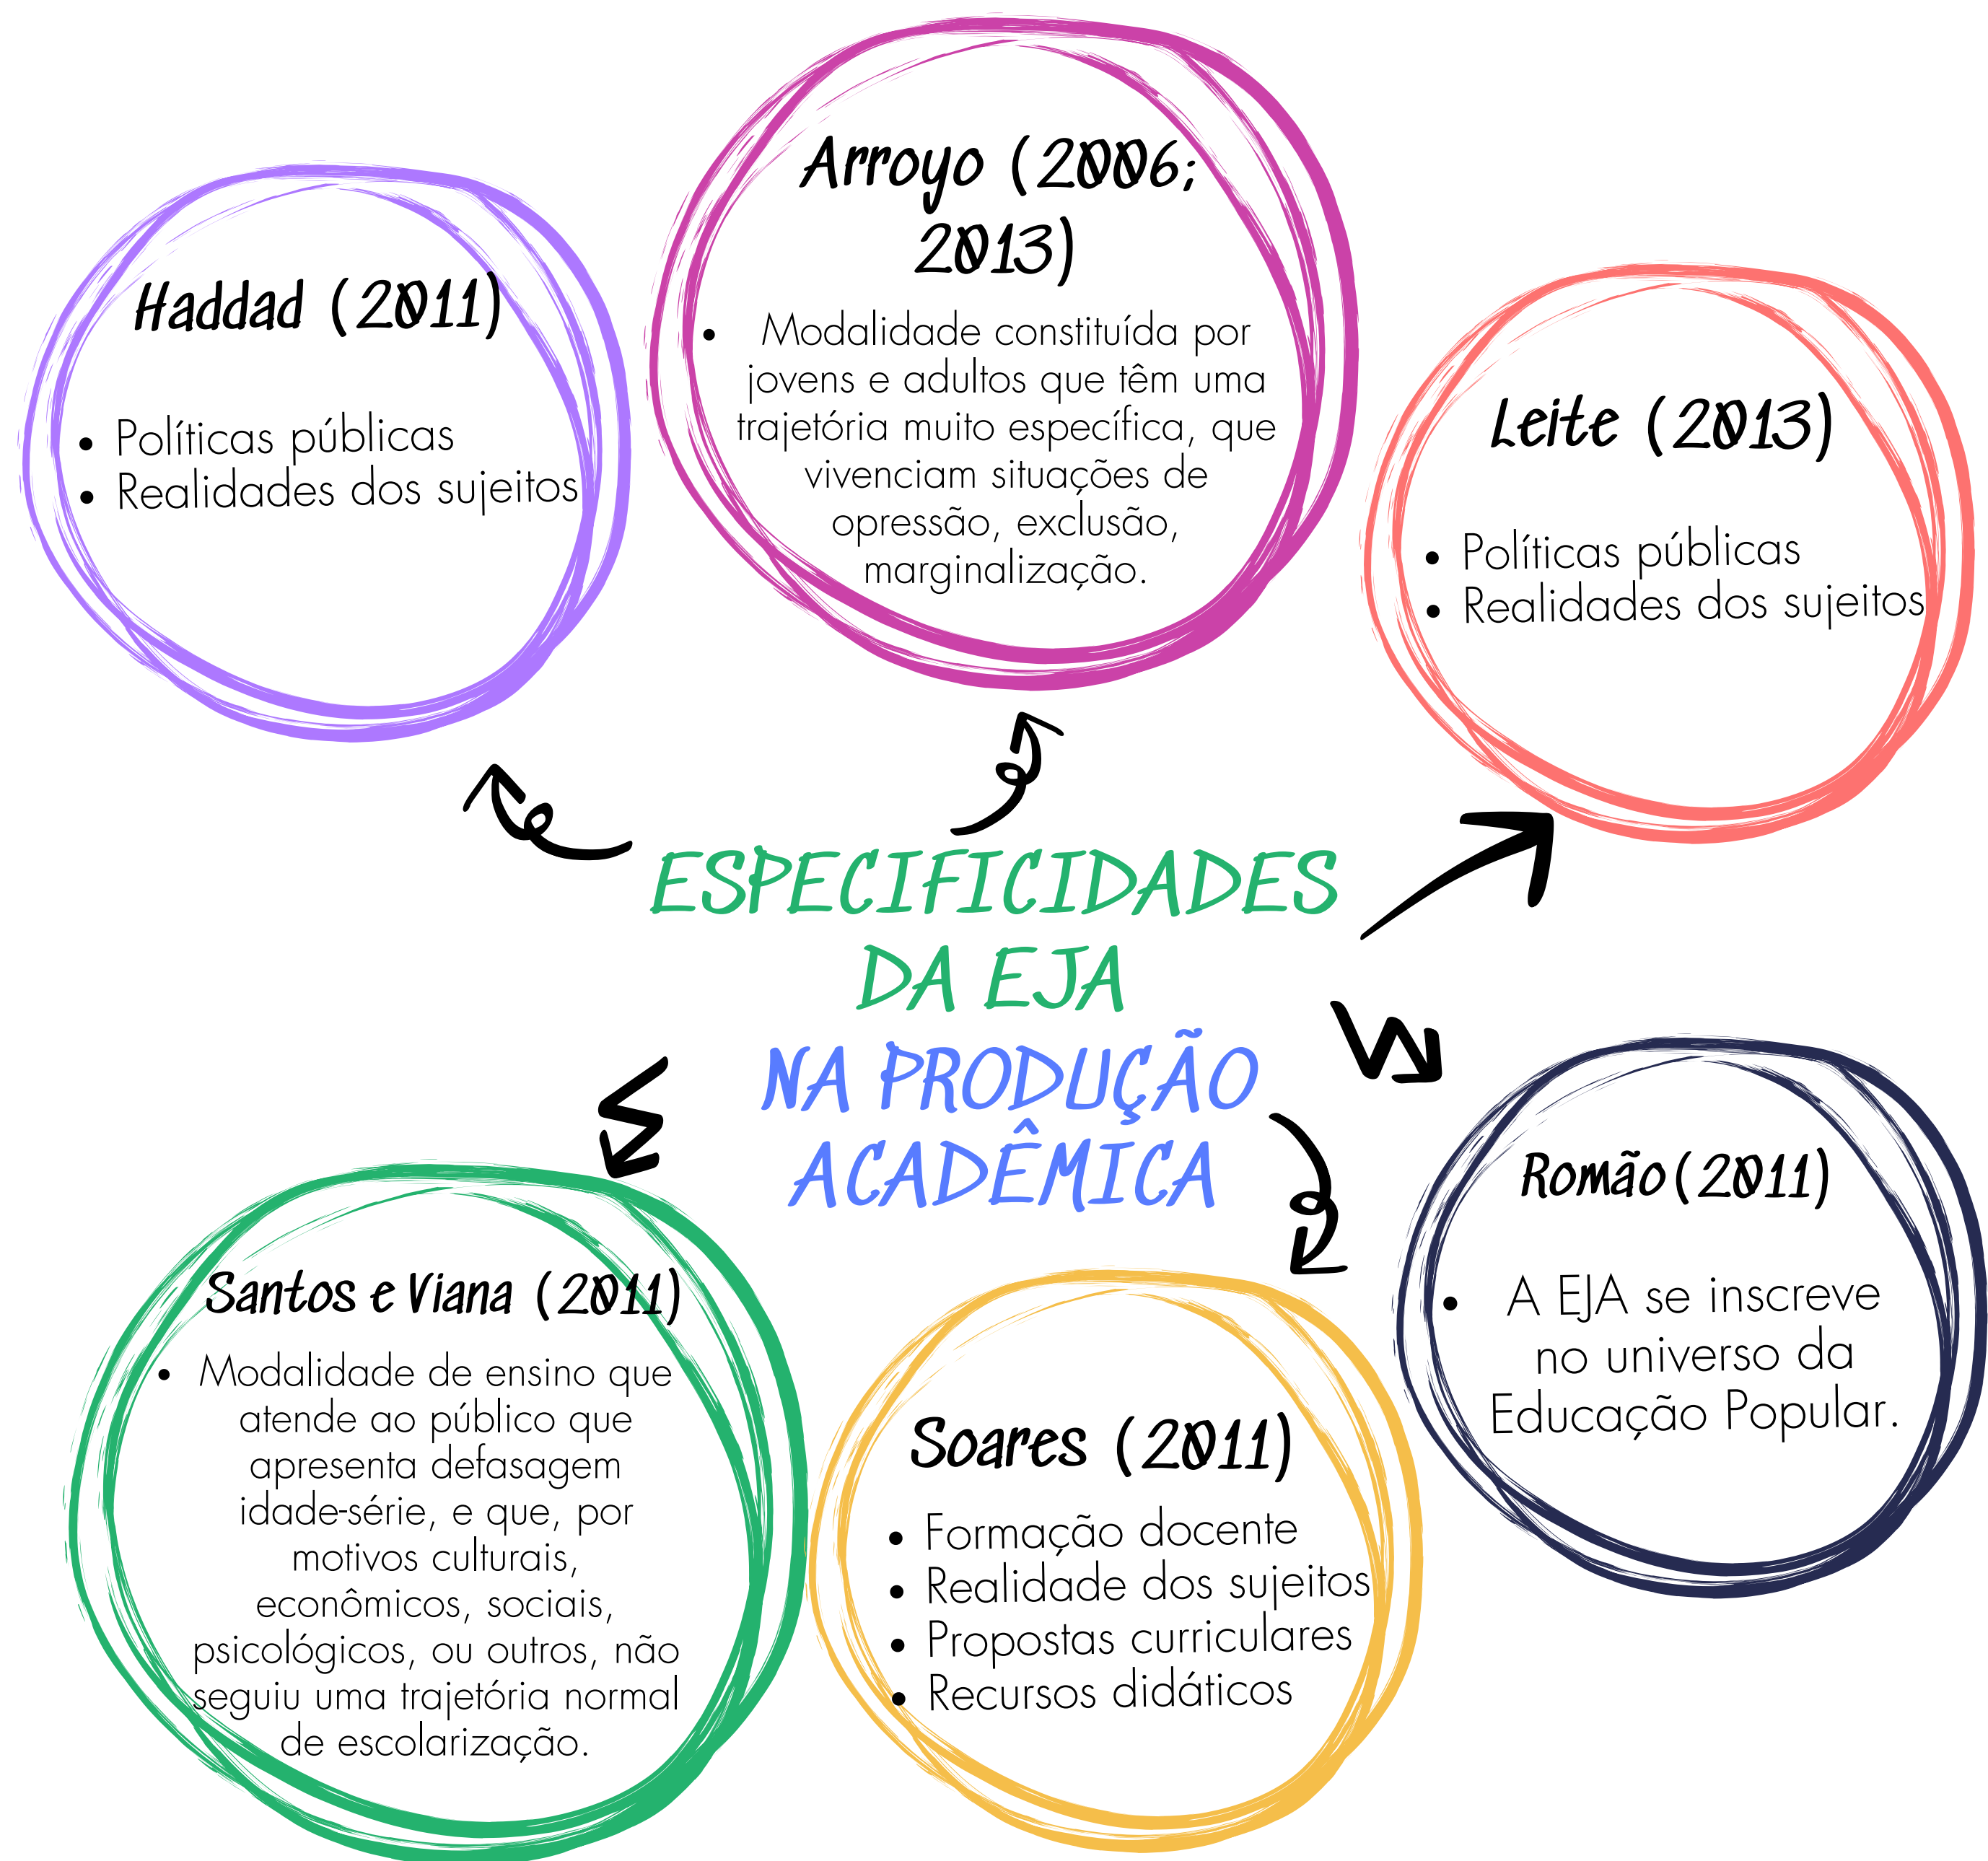 Haddad (2011)
• Políticas públicas
• Realidades dos sujeitos
Arroyo (2006;
2013)
• Modalidade constituída por
jovens e adultos que têm uma
trajetória muito específica, que
vivenciam situações de
opressão, exclusão,
marginalização.
Leite (2013)
• Políticas públicas
• Realidades dos sujeitos
ESPECIFICIDADES
DA EJA
NA PRODUÇÃO
ACADÊMICA
Romão (2011)
• A EJA se inscreve
no universo da
Educação Popular.
Santos e Viana (2011)
• Modalidade de ensino que
atende ao público que
apresenta defasagem
idade-série, e que, por
motivos culturais,
econômicos, sociais,
psicológicos, ou outros, não
seguiu uma trajetória normal
de escolarização.
Soares (2011)
• Formação docente
• Realidade dos sujeitos
• Propostas curriculares
• Recursos didáticos